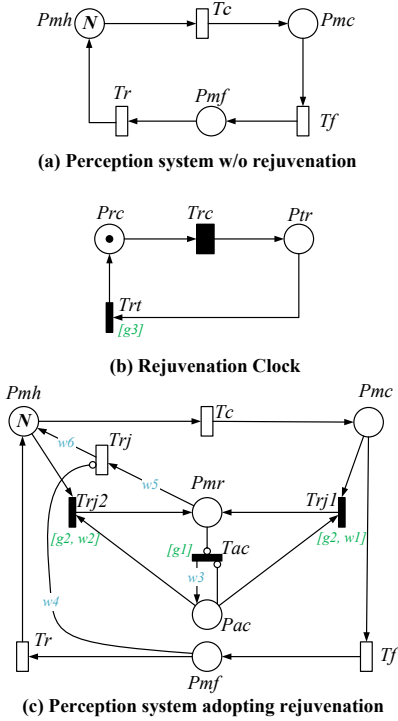 Pmh Tc Pmc
N
Tr Pmf Tf
(a) Perception system w/o rejuvenation
Prc Trc Ptr
Trt
[g3]
(b) Rejuvenation Clock
Pmh Pmc
N Tc
w6 Trj
w5 Pmr
Trj2 Trj1
[g2, w2] [g1] Tac [g2, w1]
w3
w4
Pac
Tr Tf
Pmf
(c) Perception system adopting rejuvenation